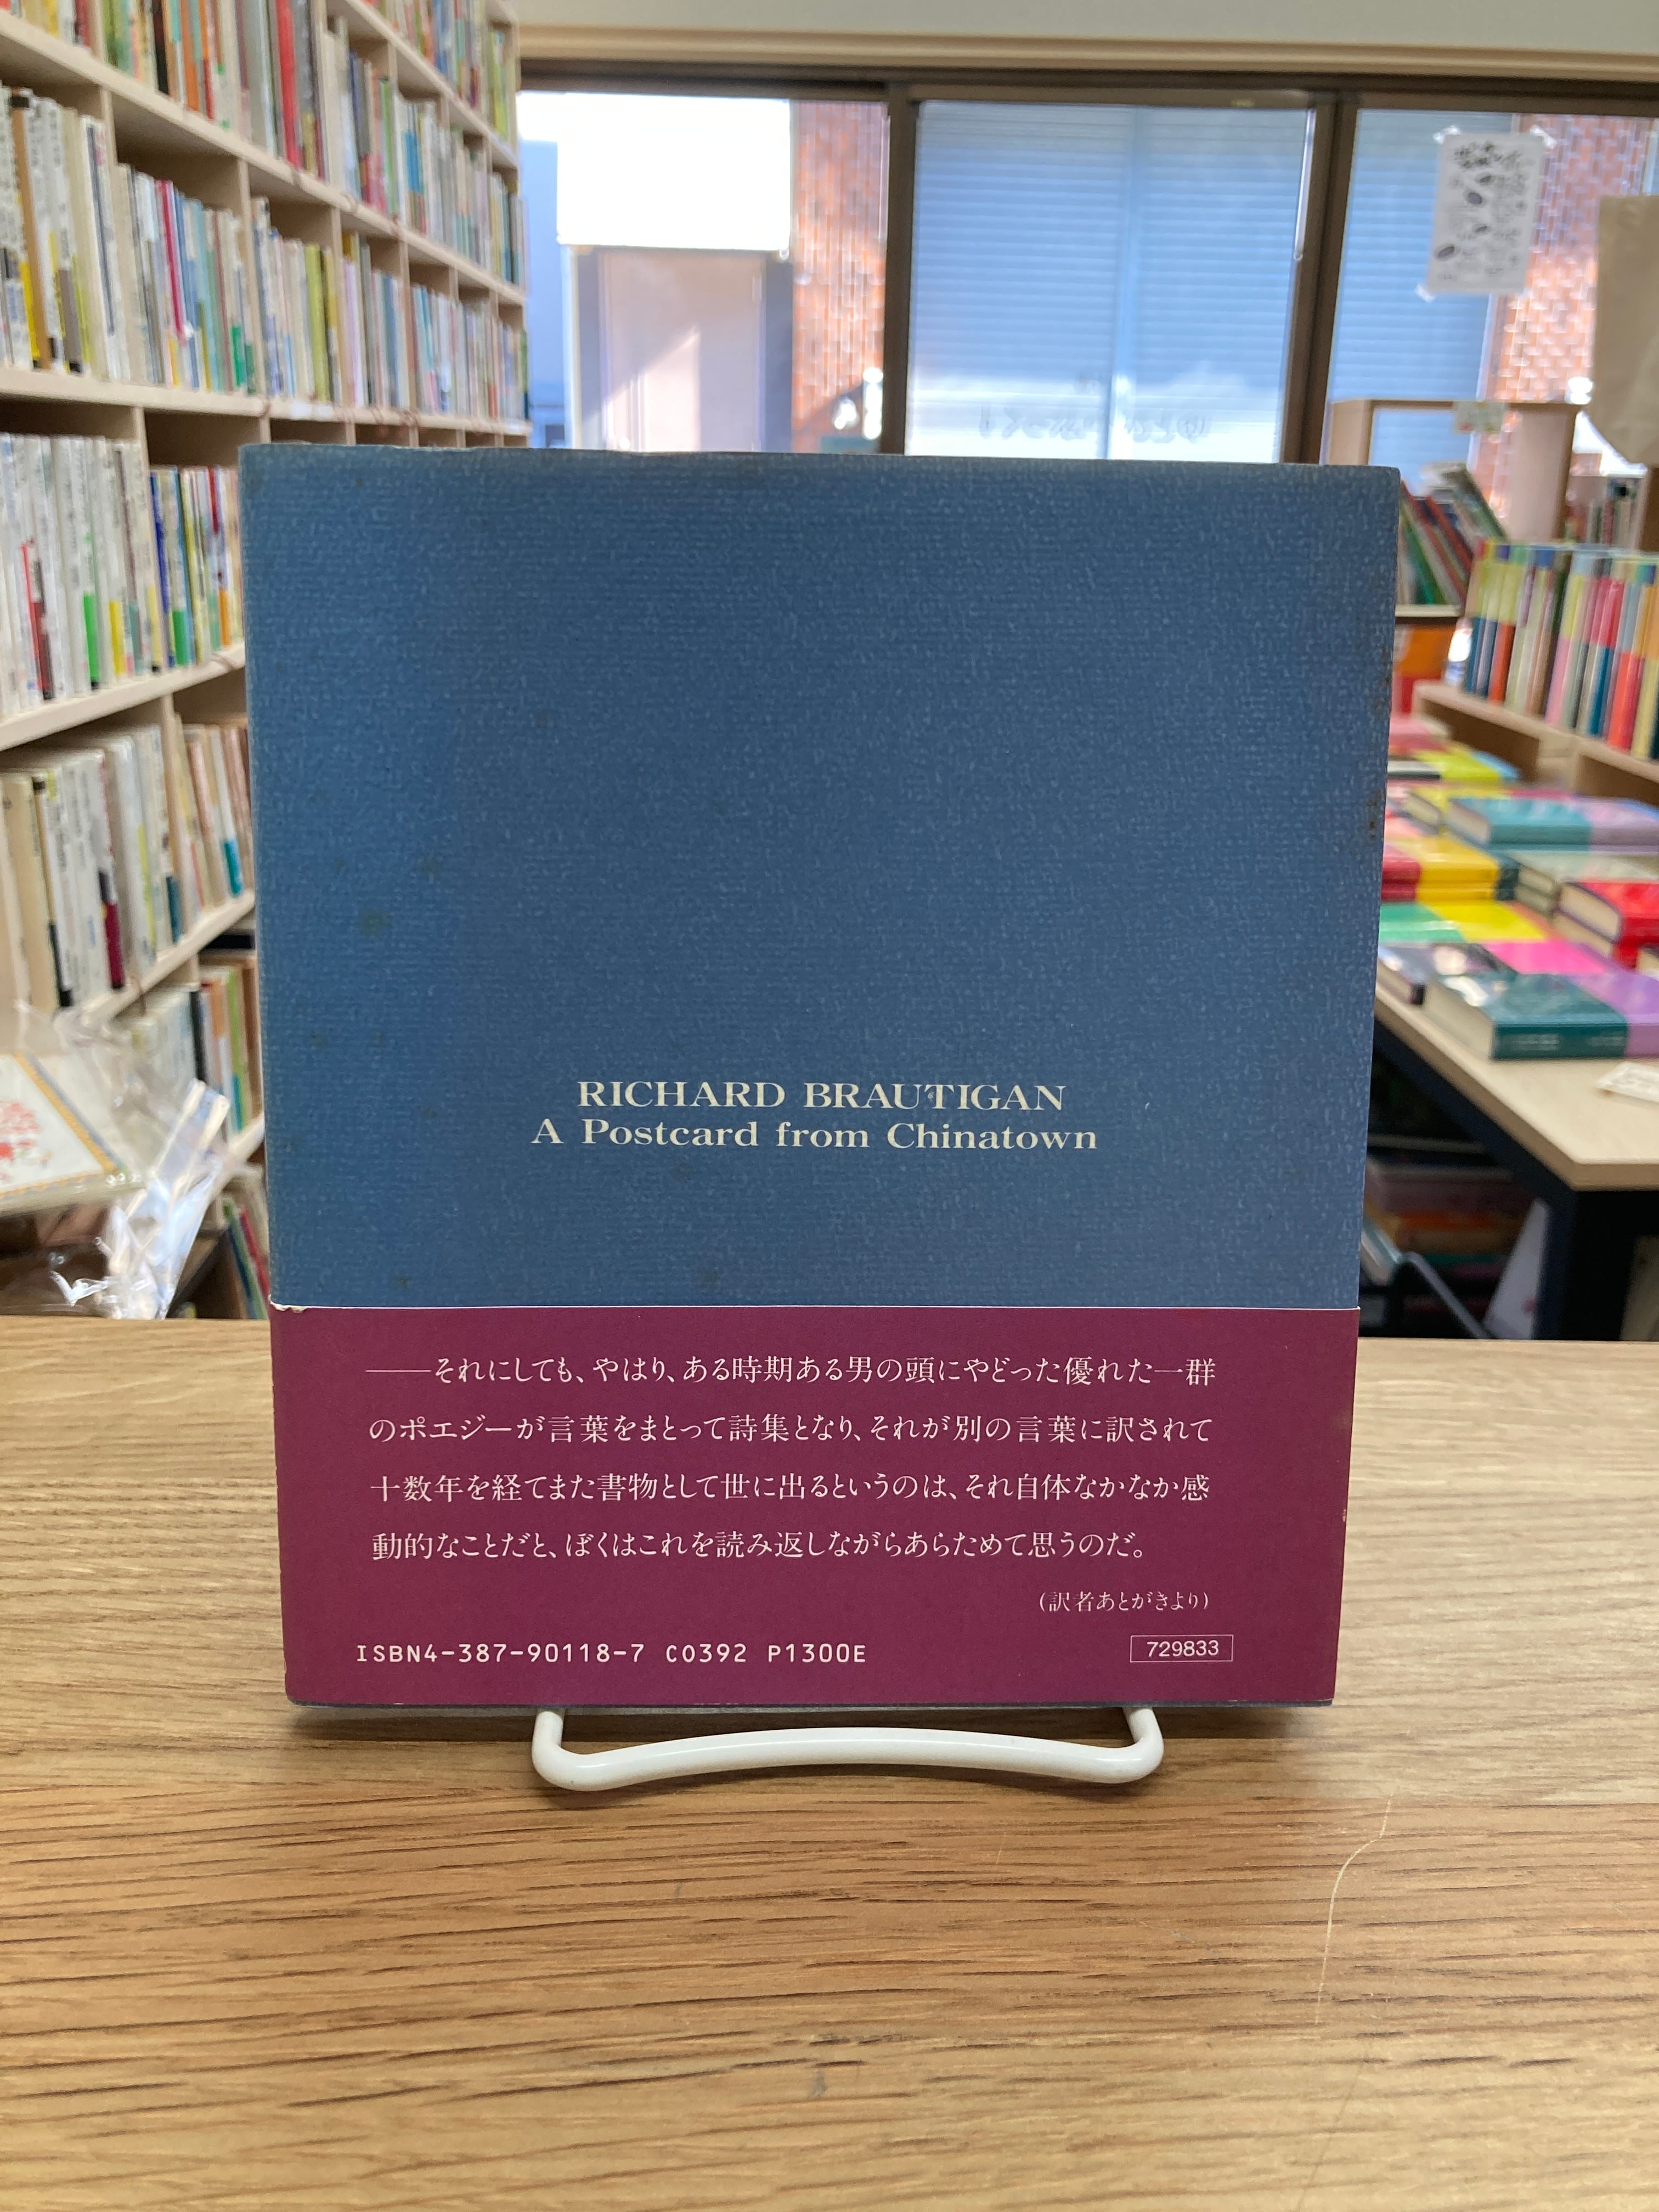 RICHARD BRAUTIGAN
A Postcard from Chinatown
——それにしても、やはり、ある時期ある男の頭にやどった優れた一群
のポエジーが言葉をまとって詩集となり、それが別の言葉に訳されて
十数年を経てまた書物として世に出るというのは、それ自体なかなか感
動的なことだと、ぼくはこれを読み返しながらあらためて思うのだ。
(訳者あとがきより)
ISBN4-387-90118-7 C0392 P1300E
729833